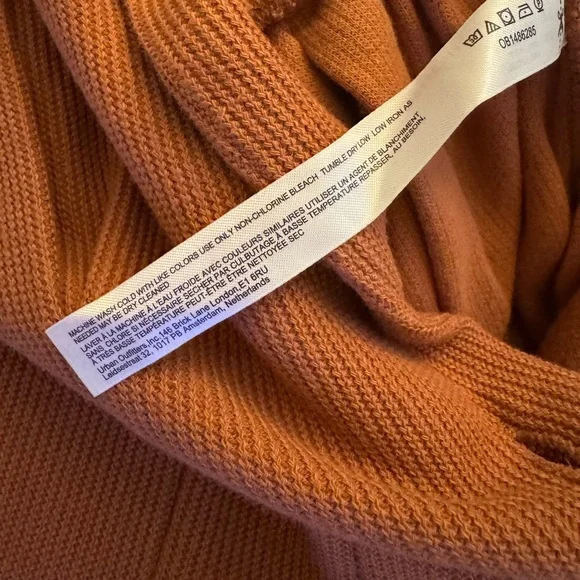 OB1486285
MACHINE WASH COLD WITH LIKE COLORS USE ONLY NON-CHLORINE BLEACH TUMBLE DRY LOW LOW IRON AS
NEEDED MAY BE DRY CLEANED
LAVER À LA MACHINE À L'EAU FROIDE AVEC COULEURS SIMILAIRES UTILISER UN AGENT DE BLANCHIMENT
SANS CHLORE SI NÉCESSAIRE SÉCHER PAR CULBUTAGE À BASSE TEMPÉRATURE REPASSER, AU BESOIN,
À TRÈS BASSE TEMPÉRATURE PEUT-ÊTRE ÊTRE NETTOYÉE SEC
Urban Outfitters,Inc.146 Brick Lane London,E1 6RU
Leidsestraat 32, 1017 PB Amsterdam, Netherlands